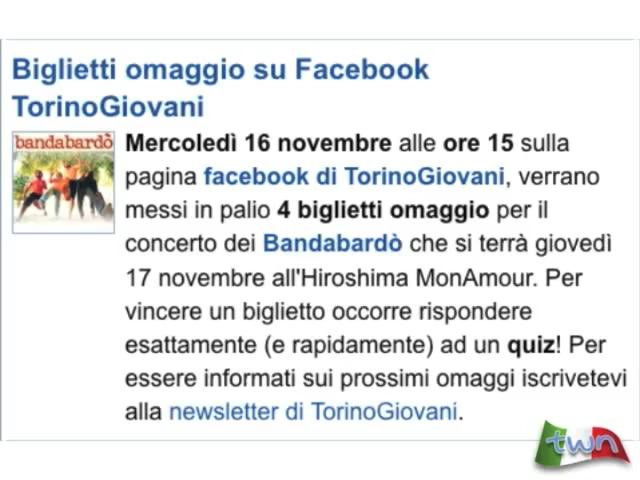 Biglietti omaggio su Facebook
TorinoGiovani
bandabardò
Mercoledì 16 novembre alle ore 15 sulla
pagina facebook di TorinoGiovani, verrano
messi in palio 4 biglietti omaggio per il
concerto dei Bandabardò che si terrà giovedì
17 novembre all'Hiroshima MonAmour. Per
vincere un biglietto occorre rispondere
esattamente (e rapidamente) ad un quiz! Per
essere informati sui prossimi omaggi iscrivetevi
alla newsletter di TorinoGiovani.
twn